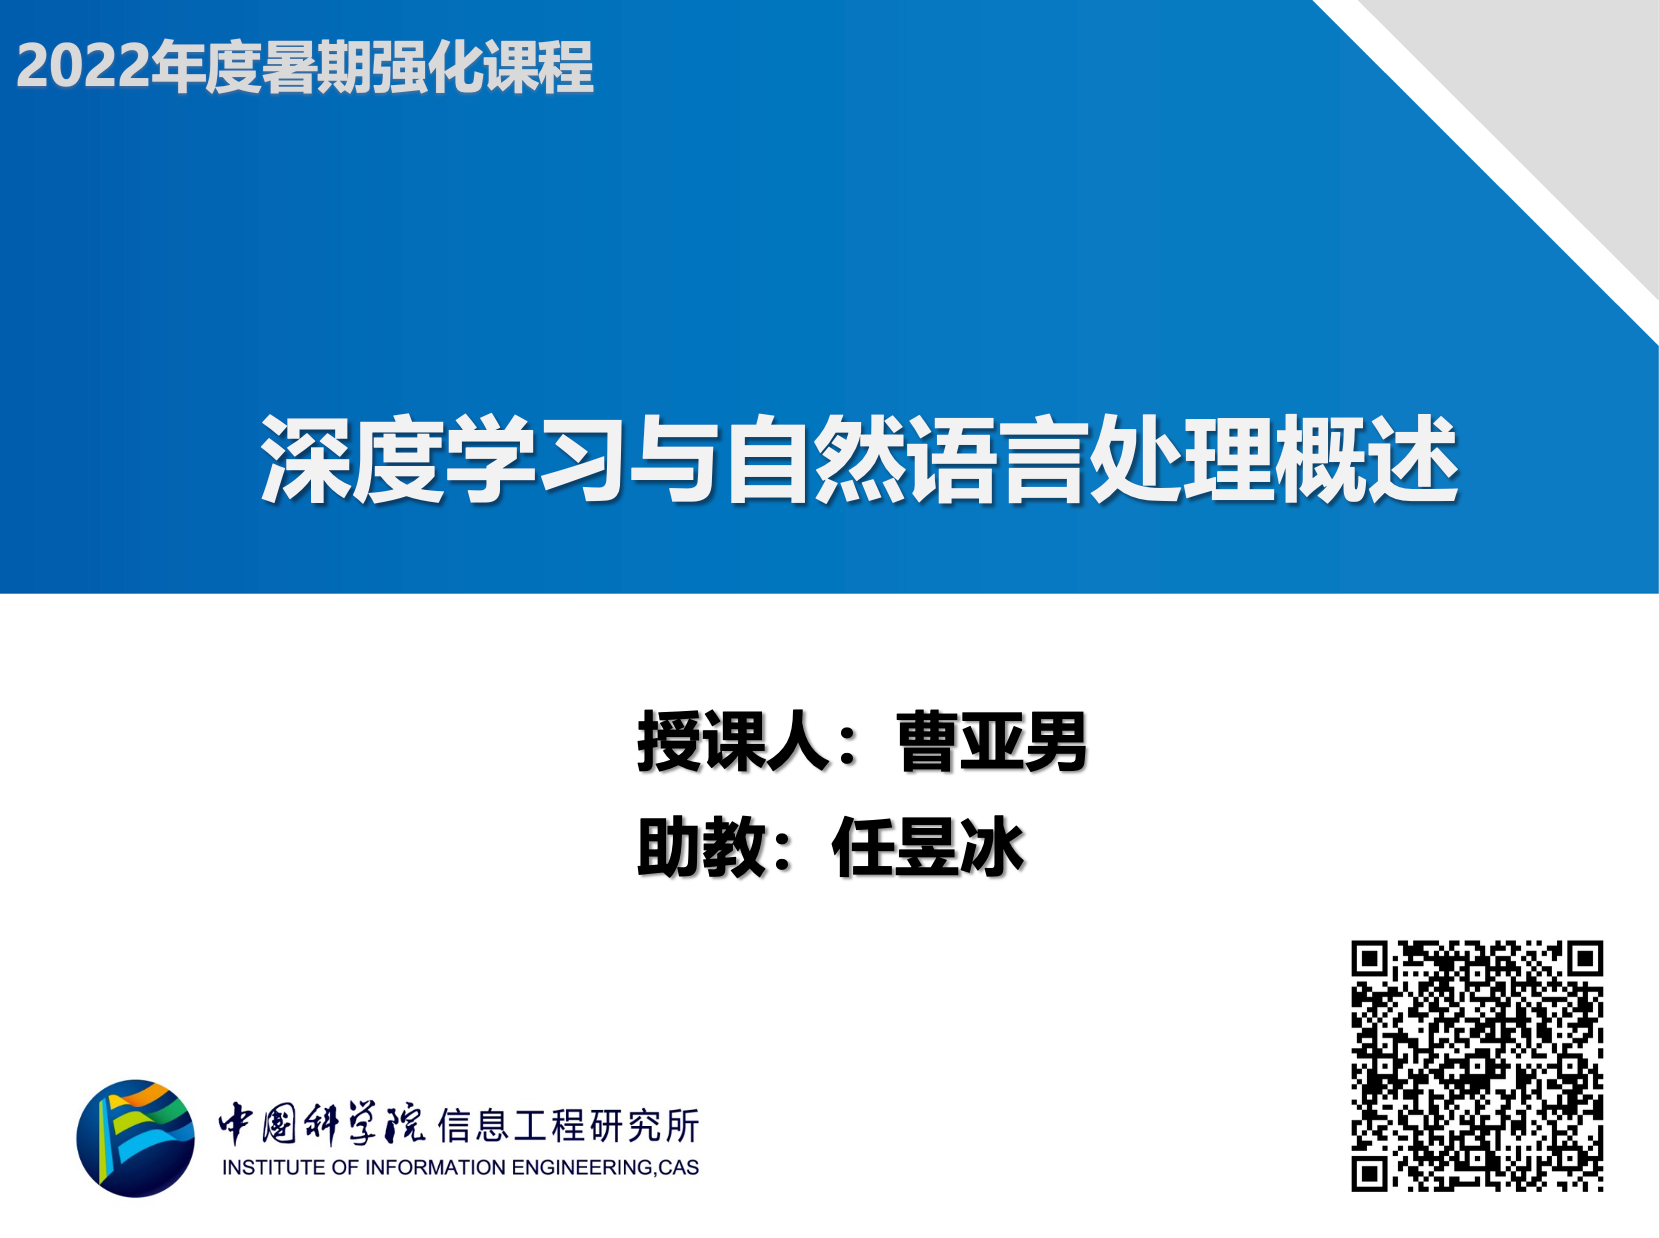 2022年度暑期强化课程
深度学习与自然语言处理概述
授课人：曹亚男
助教：任昱冰
中国科学院 信息工程研究所
INSTITUTE OF INFORMATION ENGINEERING,CAS